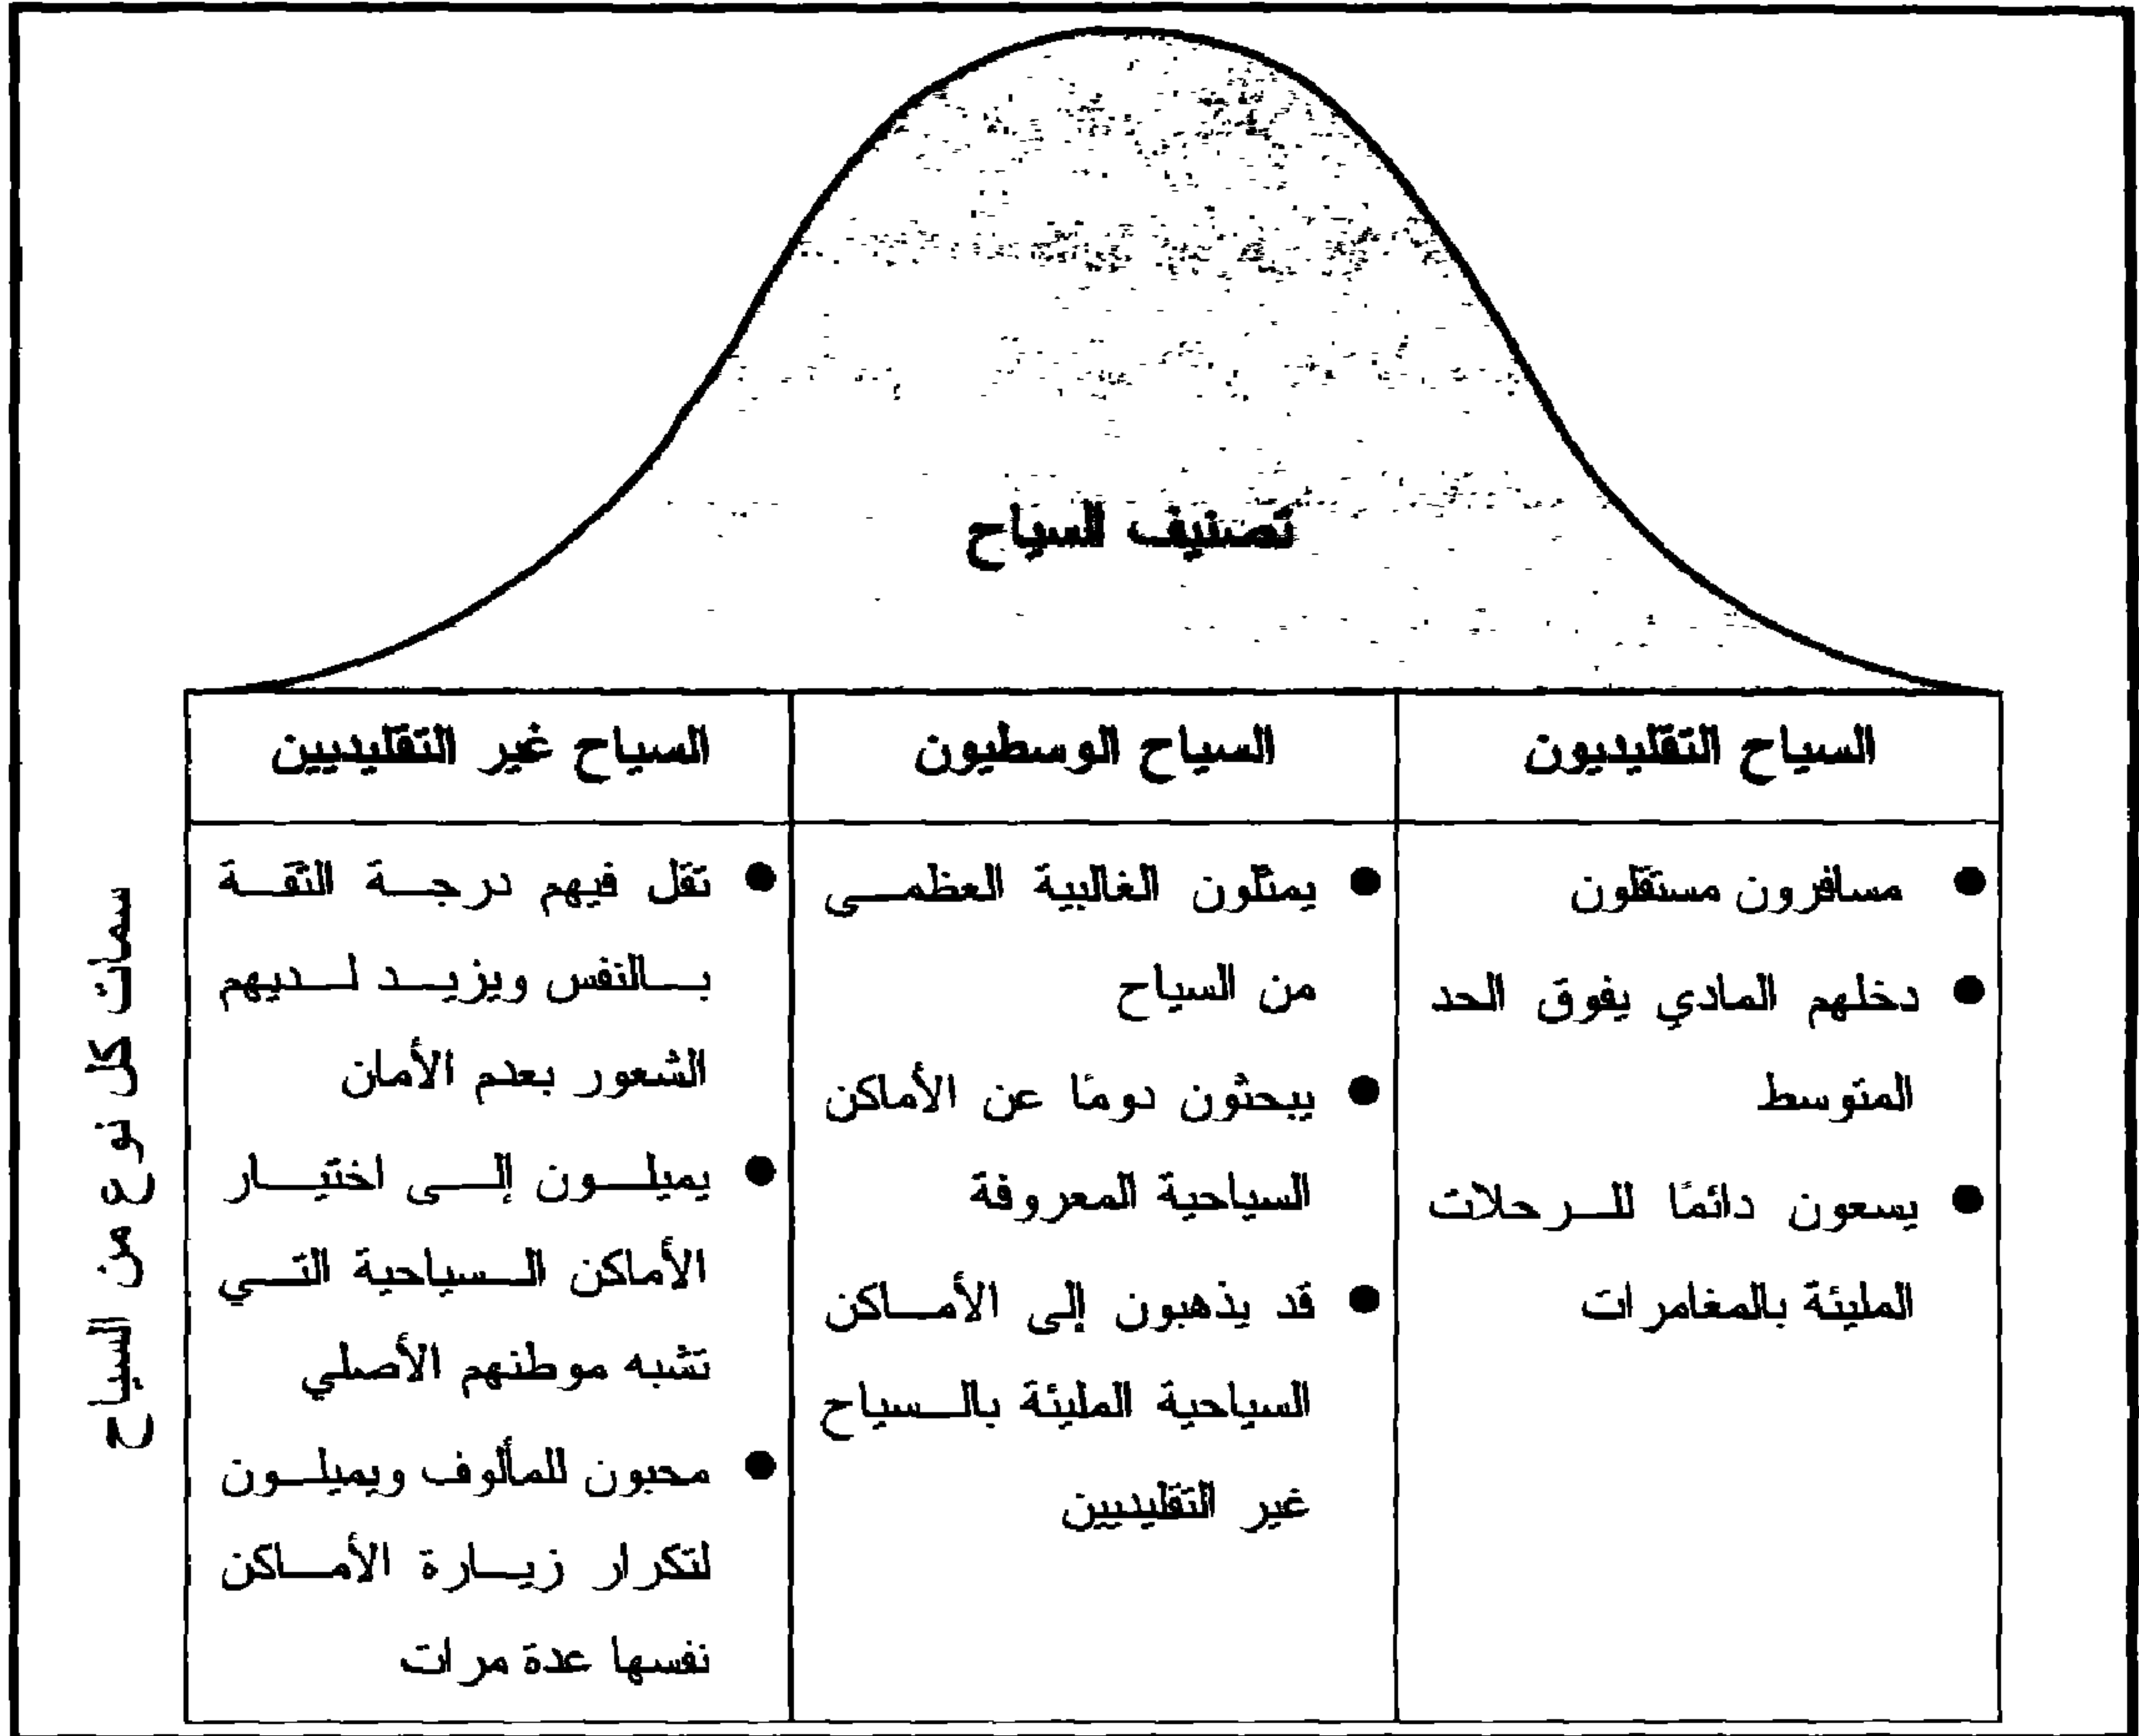 تصنيف السياح
السياح التقليديون
السياح الوسطيون
السياح غير التقليديين
● مسافرون مستقلون
● دخلهم المادي يفوق الحد
المتوسط
● يسعون دائمًا للرحلات
المليئة بالمغامرات
● يمثلون الغالبية العظمى
من السياح
● يبحثون دومًا عن الأماكن
السياحية المعروفة
● قد يذهبون إلى الأماكن
السياحية المليئة بالسياح
غير التقليديين
● تقل فيهم درجة الثقة
بالنفس ويزيد لديهم
الشعور بعدم الأمان
● يميلون إلى اختيار
الأماكن السياحية التي
تشبه موطنهم الأصلي
● محبون للمألوف ويميلون
لتكرار زيارة الأماكن
نفسها عدة مرات
سمات كل نوع من السياح